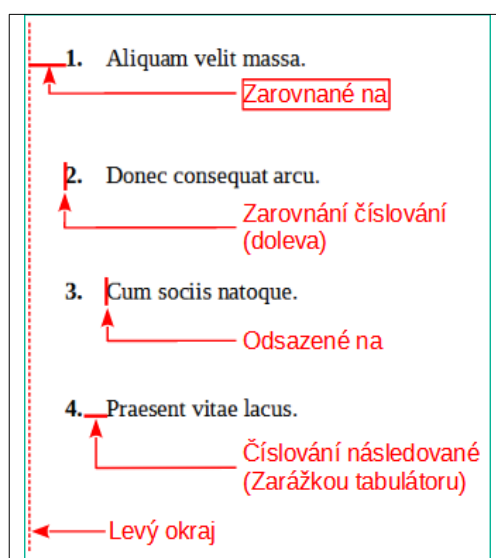 1. Aliquam velit massa.
Zarovnané na
2. Donec consequat arcu.
Zarovnání číslování
(doleva)
3. Cum sociis natoque.
Odsazené na
4. Praesent vitae lacus.
Číslování následované
(Zarážkou tabulátoru)
Levý okraj